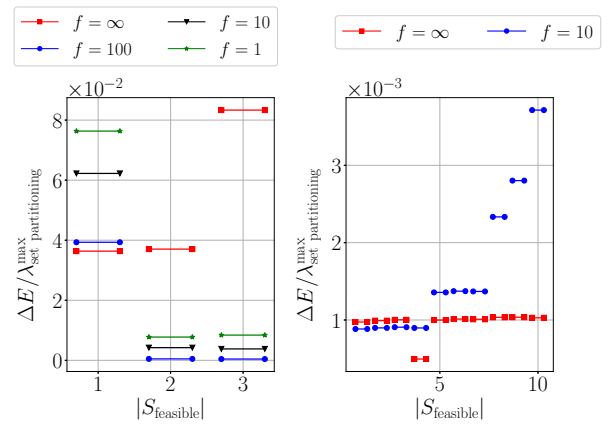 f = ∞
f = 10
f = 100
f = 1
×10⁻²
8
6
4
2
0
1
2
3
ΔE/λ^max_set partitioning
|S_feasible|
f = ∞
f = 10
×10⁻³
3
2
1
5
10
ΔE/λ^max_set partitioning
|S_feasible|